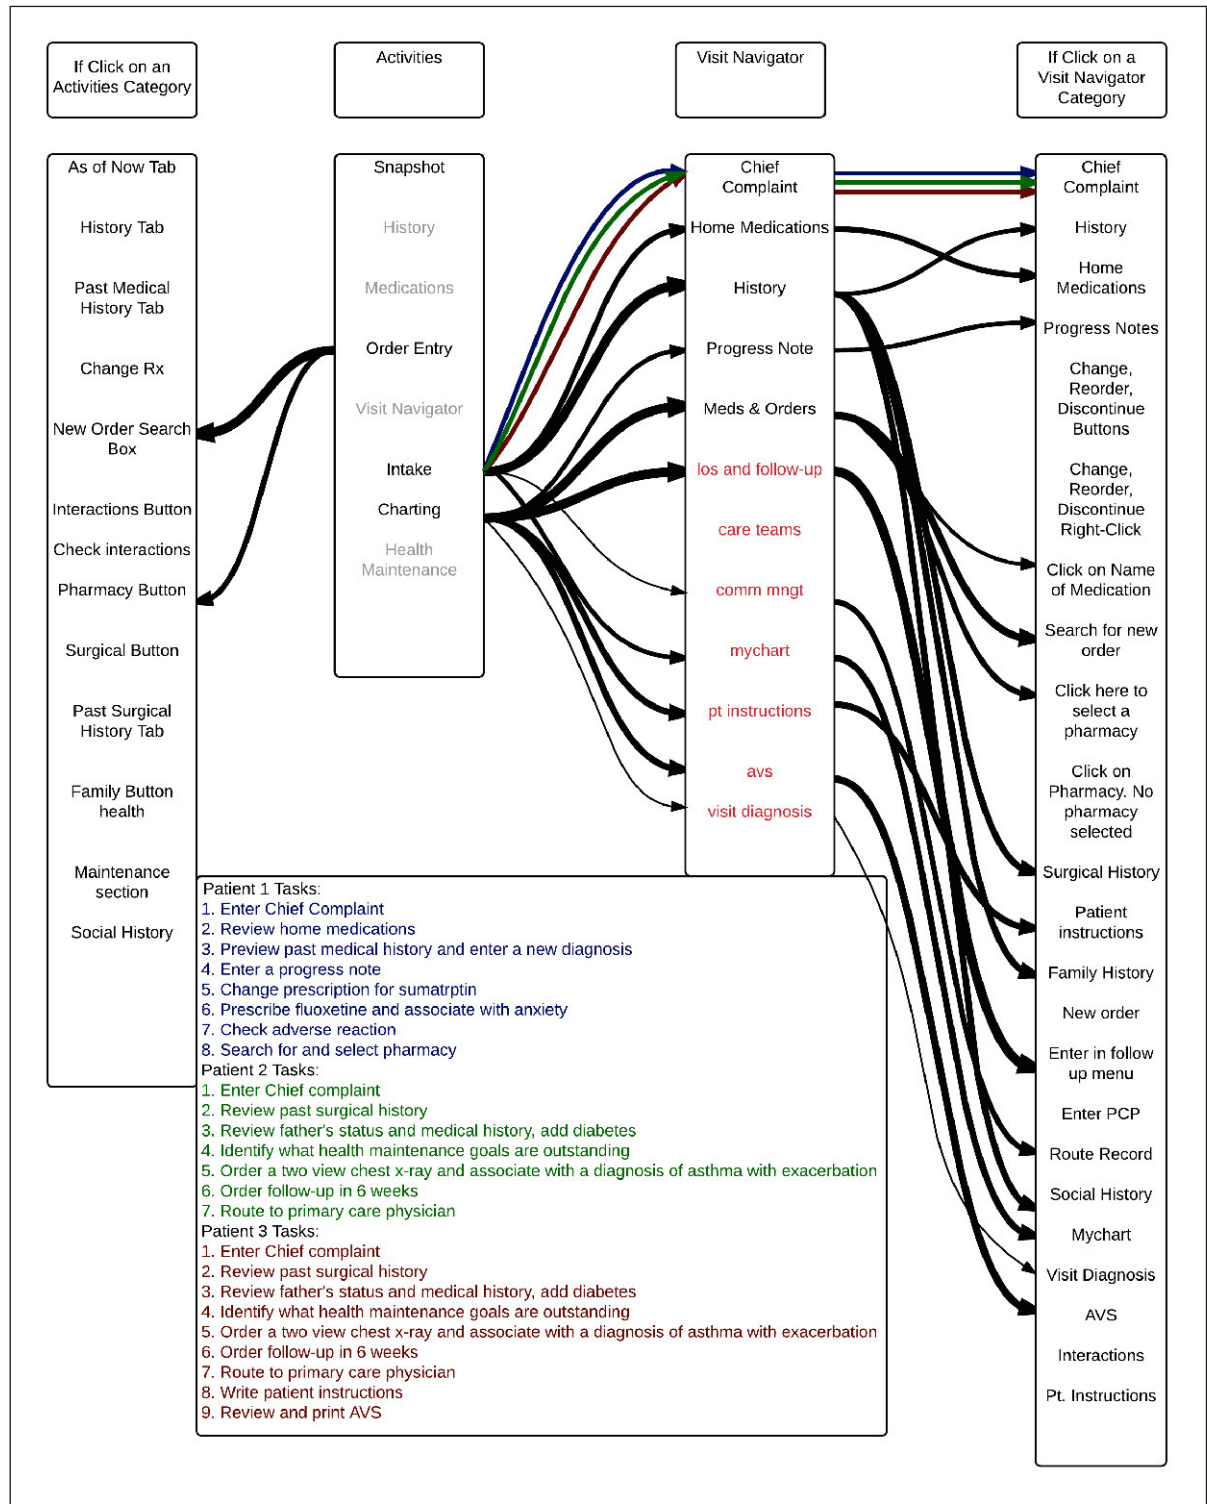 If Click on an
Activities Category
Activities
Visit Navigator
If Click on a
Visit Navigator
Category
As of Now Tab
History Tab
Past Medical
History Tab
Change Rx
New Order Search
Box
Interactions Button
Check interactions
Pharmacy Button
Surgical Button
Past Surgical
History Tab
Family Button
health
Maintenance
section
Social History
Snapshot
History
Medications
Order Entry
Visit Navigator
Intake
Charting
Health
Maintenance
Chief
Complaint
Home Medications
History
Progress Note
Meds & Orders
los and follow-up
care teams
comm mngt
mychart
pt instructions
avs
visit diagnosis
Chief
Complaint
History
Home
Medications
Progress Notes
Change,
Reorder,
Discontinue
Buttons
Change,
Reorder,
Discontinue
Right-Click
Click on Name
of Medication
Search for new
order
Click here to
select a
pharmacy
Click on
Pharmacy. No
pharmacy
selected
Surgical History
Patient
instructions
Family History
New order
Enter in follow
up menu
Enter PCP
Route Record
Social History
Mychart
Visit Diagnosis
AVS
Interactions
Pt. Instructions
Patient 1 Tasks:
1. Enter Chief Complaint
2. Review home medications
3. Preview past medical history and enter a new diagnosis
4. Enter a progress note
5. Change prescription for sumatrptin
6. Prescribe fluoxetine and associate with anxiety
7. Check adverse reaction
8. Search for and select pharmacy
Patient 2 Tasks:
1. Enter Chief complaint
2. Review past surgical history
3. Review father's status and medical history, add diabetes
4. Identify what health maintenance goals are outstanding
5. Order a two view chest x-ray and associate with a diagnosis of asthma with exacerbation
6. Order follow-up in 6 weeks
7. Route to primary care physician
Patient 3 Tasks:
1. Enter Chief complaint
2. Review past surgical history
3. Review father's status and medical history, add diabetes
4. Identify what health maintenance goals are outstanding
5. Order a two view chest x-ray and associate with a diagnosis of asthma with exacerbation
6. Order follow-up in 6 weeks
7. Route to primary care physician
8. Write patient instructions
9. Review and print AVS